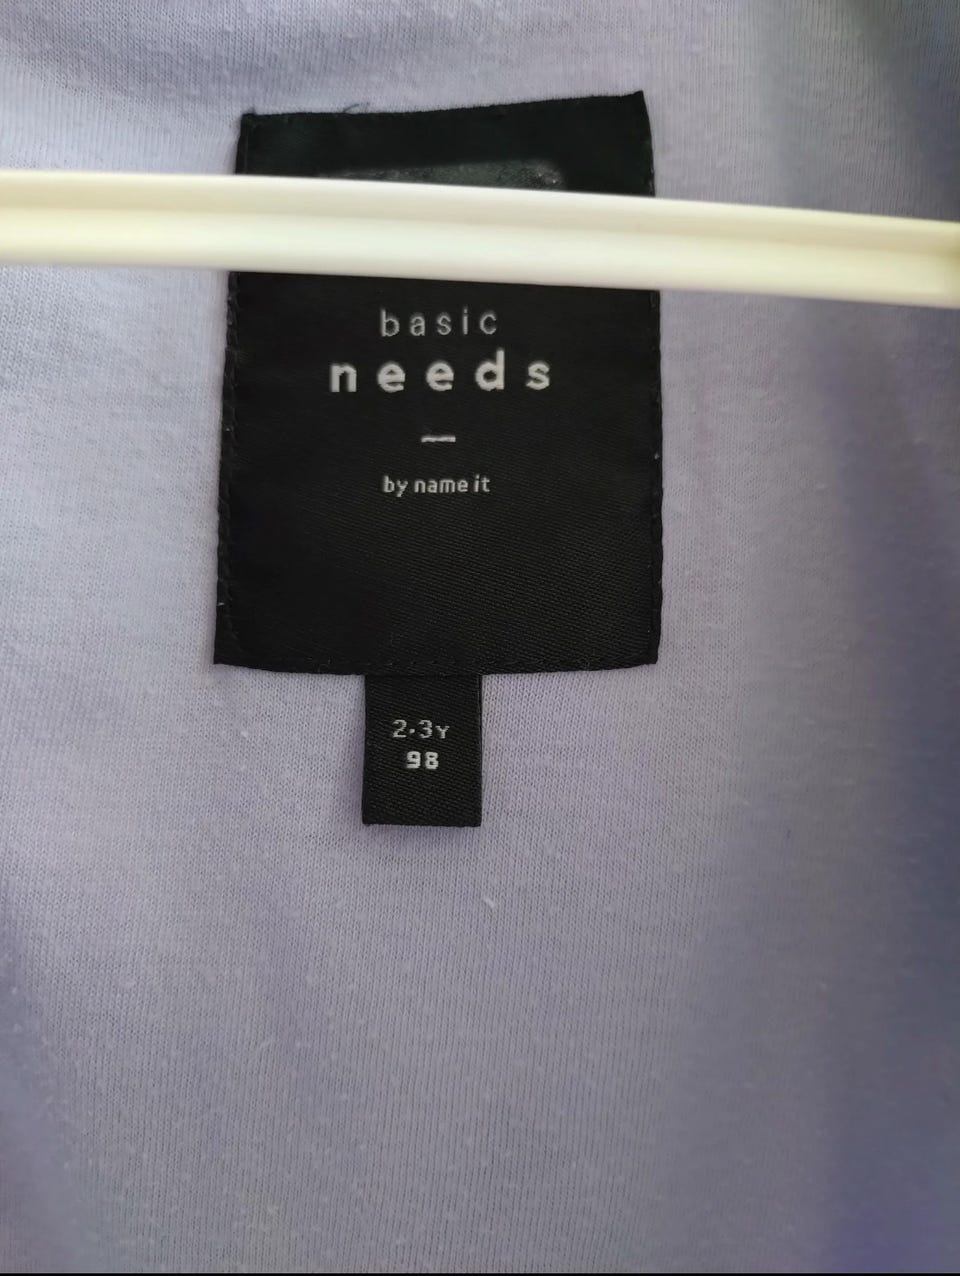 basic
needs
by name it
2-3Y
98